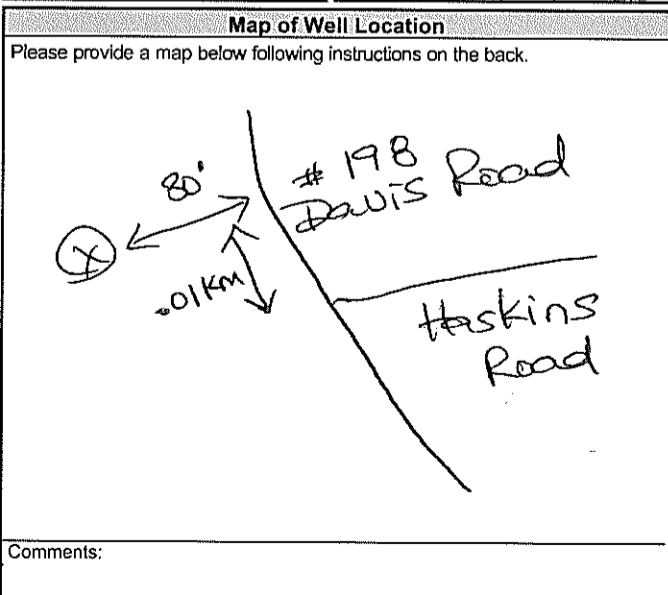 Map of Well Location
Please provide a map below following instructions on the back.
80'
# 198
Davis Road
X
.01km
Haskins
Road
Comments: